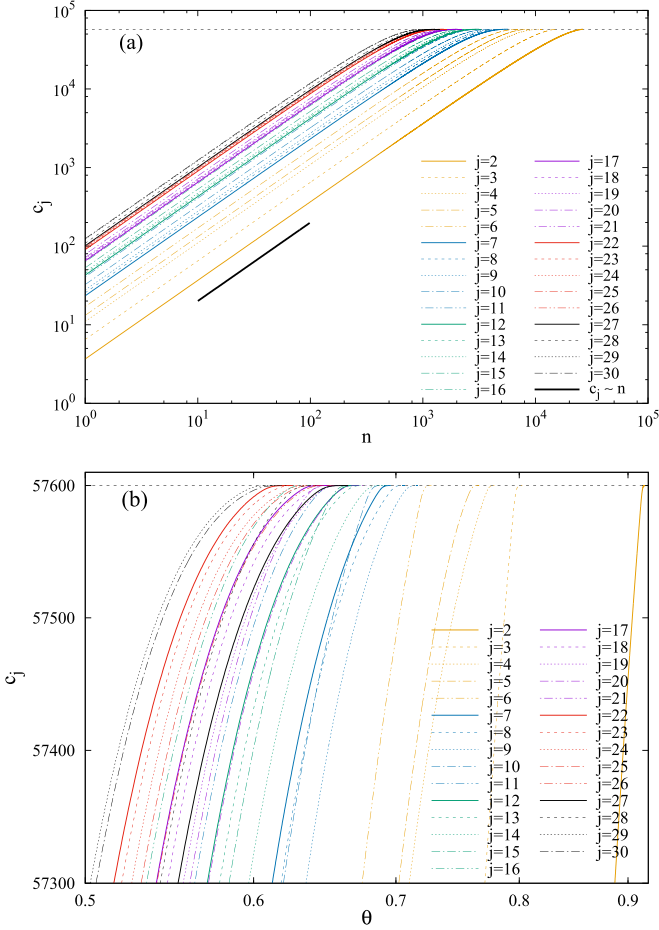 (a)
10^5
10^4
10^3
10^2
10^1
10^0
c_j
j=2 j=17
j=3 j=18
j=4 j=19
j=5 j=20
j=6 j=21
j=7 j=22
j=8 j=23
j=9 j=24
j=10 j=25
j=11 j=26
j=12 j=27
j=13 j=28
j=14 j=29
j=15 j=30
j=16 c_j ~ n
10^0 10^1 10^2 10^3 10^4 10^5
n
(b)
57600
57500
57400
57300
c_j
j=2 j=17
j=3 j=18
j=4 j=19
j=5 j=20
j=6 j=21
j=7 j=22
j=8 j=23
j=9 j=24
j=10 j=25
j=11 j=26
j=12 j=27
j=13 j=28
j=14 j=29
j=15 j=30
j=16
0.5 0.6 0.7 0.8 0.9
θ